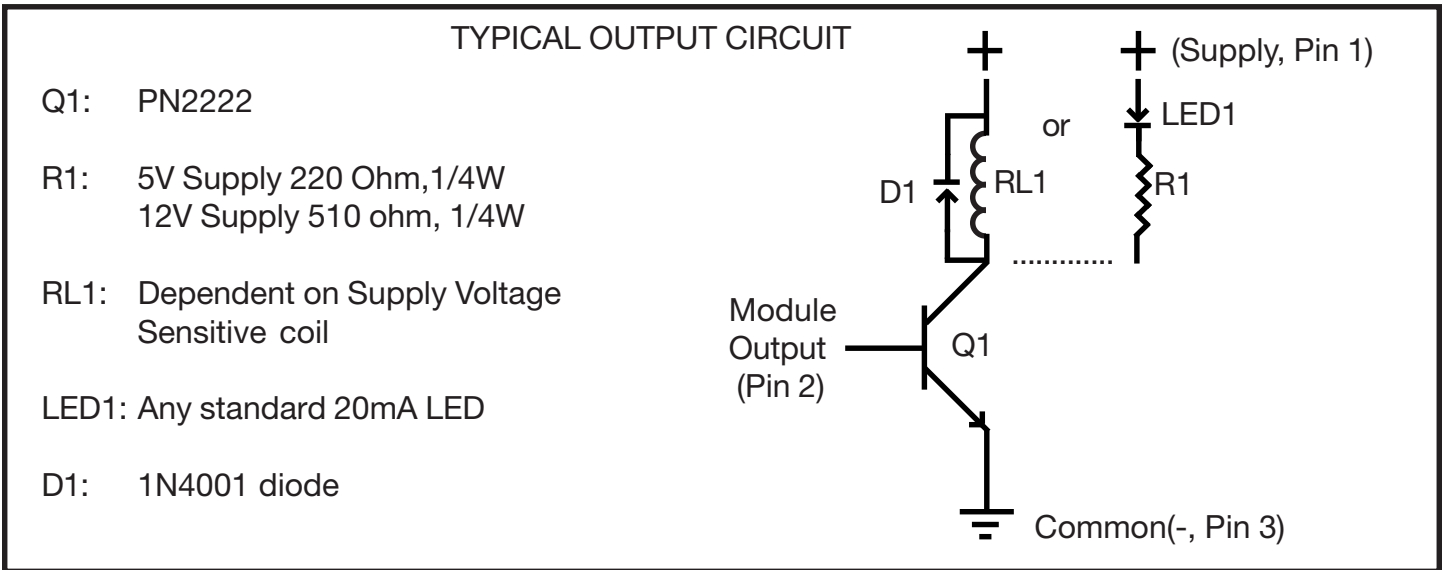 TYPICAL OUTPUT CIRCUIT
Q1: PN2222
R1: 5V Supply 220 Ohm,1/4W
12V Supply 510 ohm, 1/4W
RL1: Dependent on Supply Voltage
Sensitive coil
LED1: Any standard 20mA LED
D1: 1N4001 diode
+ + (Supply, Pin 1)
or LED1
D1 RL1 R1
Module
Output
(Pin 2)
Q1
Common(-, Pin 3)